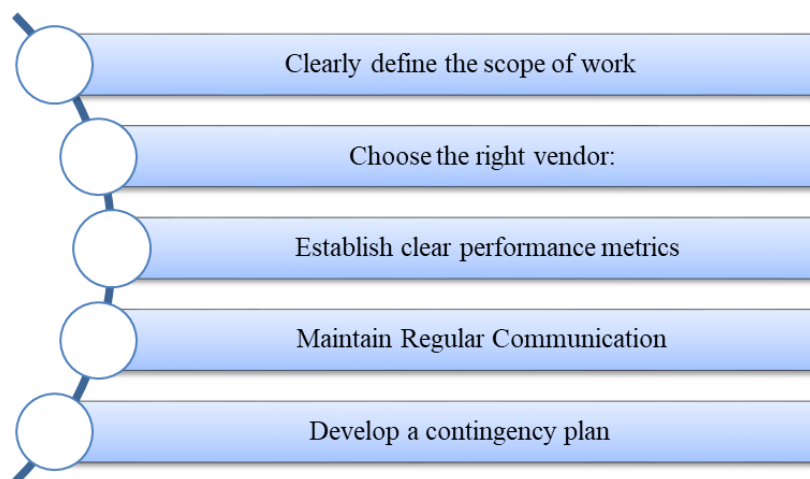 Clearly define the scope of work
Choose the right vendor:
Establish clear performance metrics
Maintain Regular Communication
Develop a contingency plan